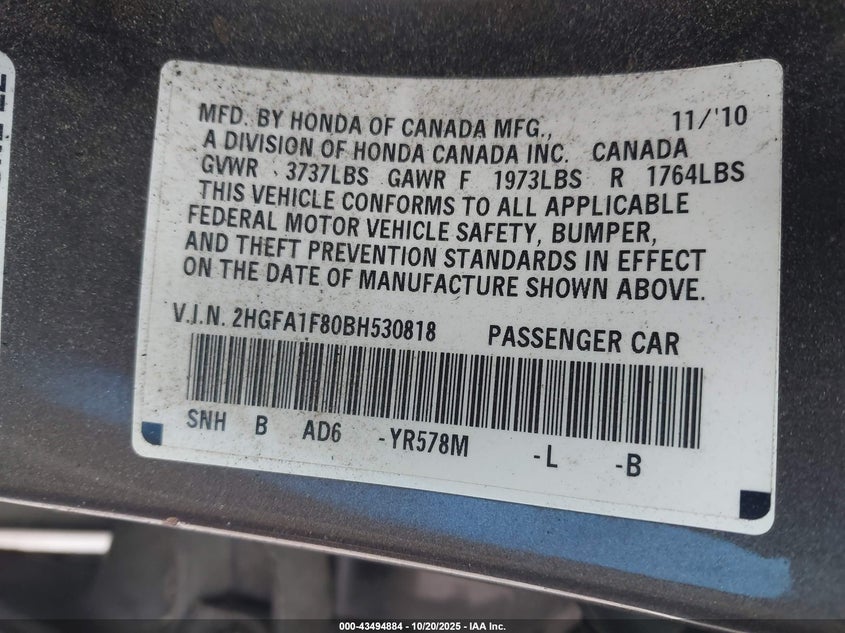 MFD. BY HONDA OF CANADA MFG., 11/'10
A DIVISION OF HONDA CANADA INC. CANADA
GVWR 3737LBS GAWR F 1973LBS R 1764LBS
THIS VEHICLE CONFORMS TO ALL APPLICABLE
FEDERAL MOTOR VEHICLE SAFETY, BUMPER,
AND THEFT PREVENTION STANDARDS IN EFFECT
ON THE DATE OF MANUFACTURE SHOWN ABOVE.
V.I.N. 2HGFA1F80BH530818 PASSENGER CAR
SNH B AD6 -YR578M -L -B
000-43494884 | 10/20/2025 - IAA Inc.